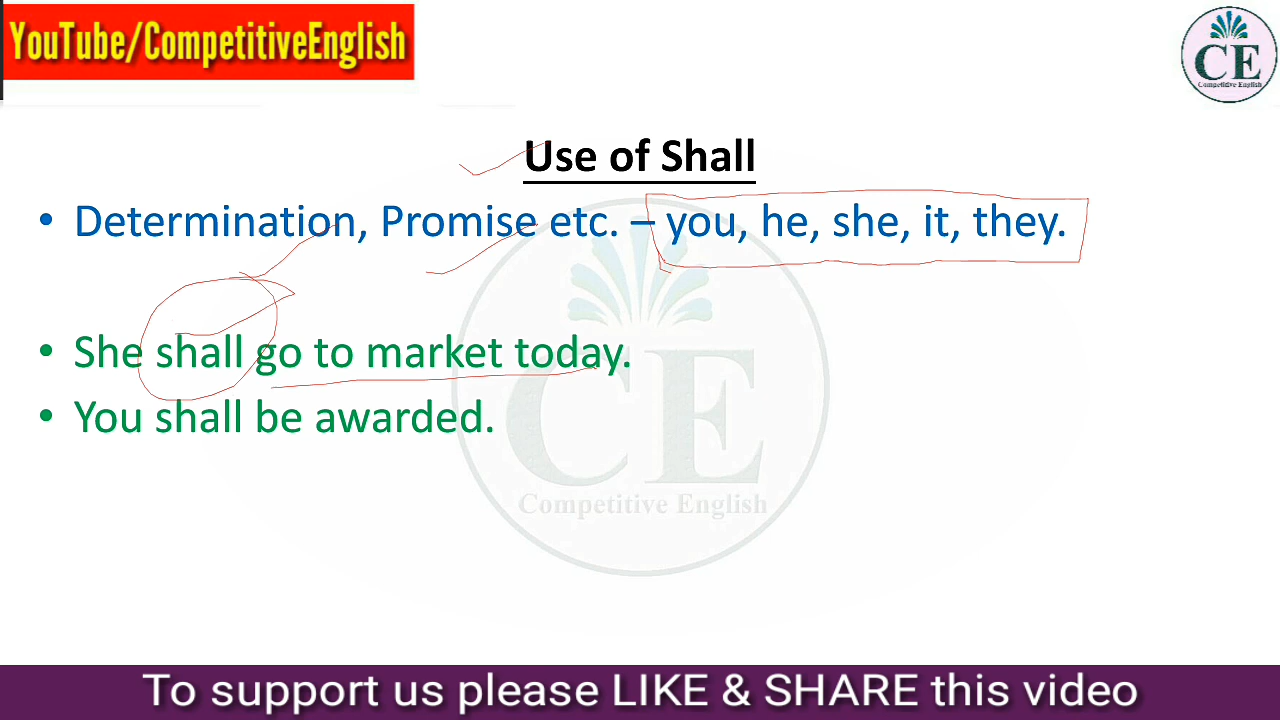 YouTube/CompetitiveEnglish
CE
Competitive English
Use of Shall
• Determination, Promise etc. – you, he, she, it, they.
• She shall go to market today.
• You shall be awarded.
CE
Competitive English
To support us please LIKE & SHARE this video